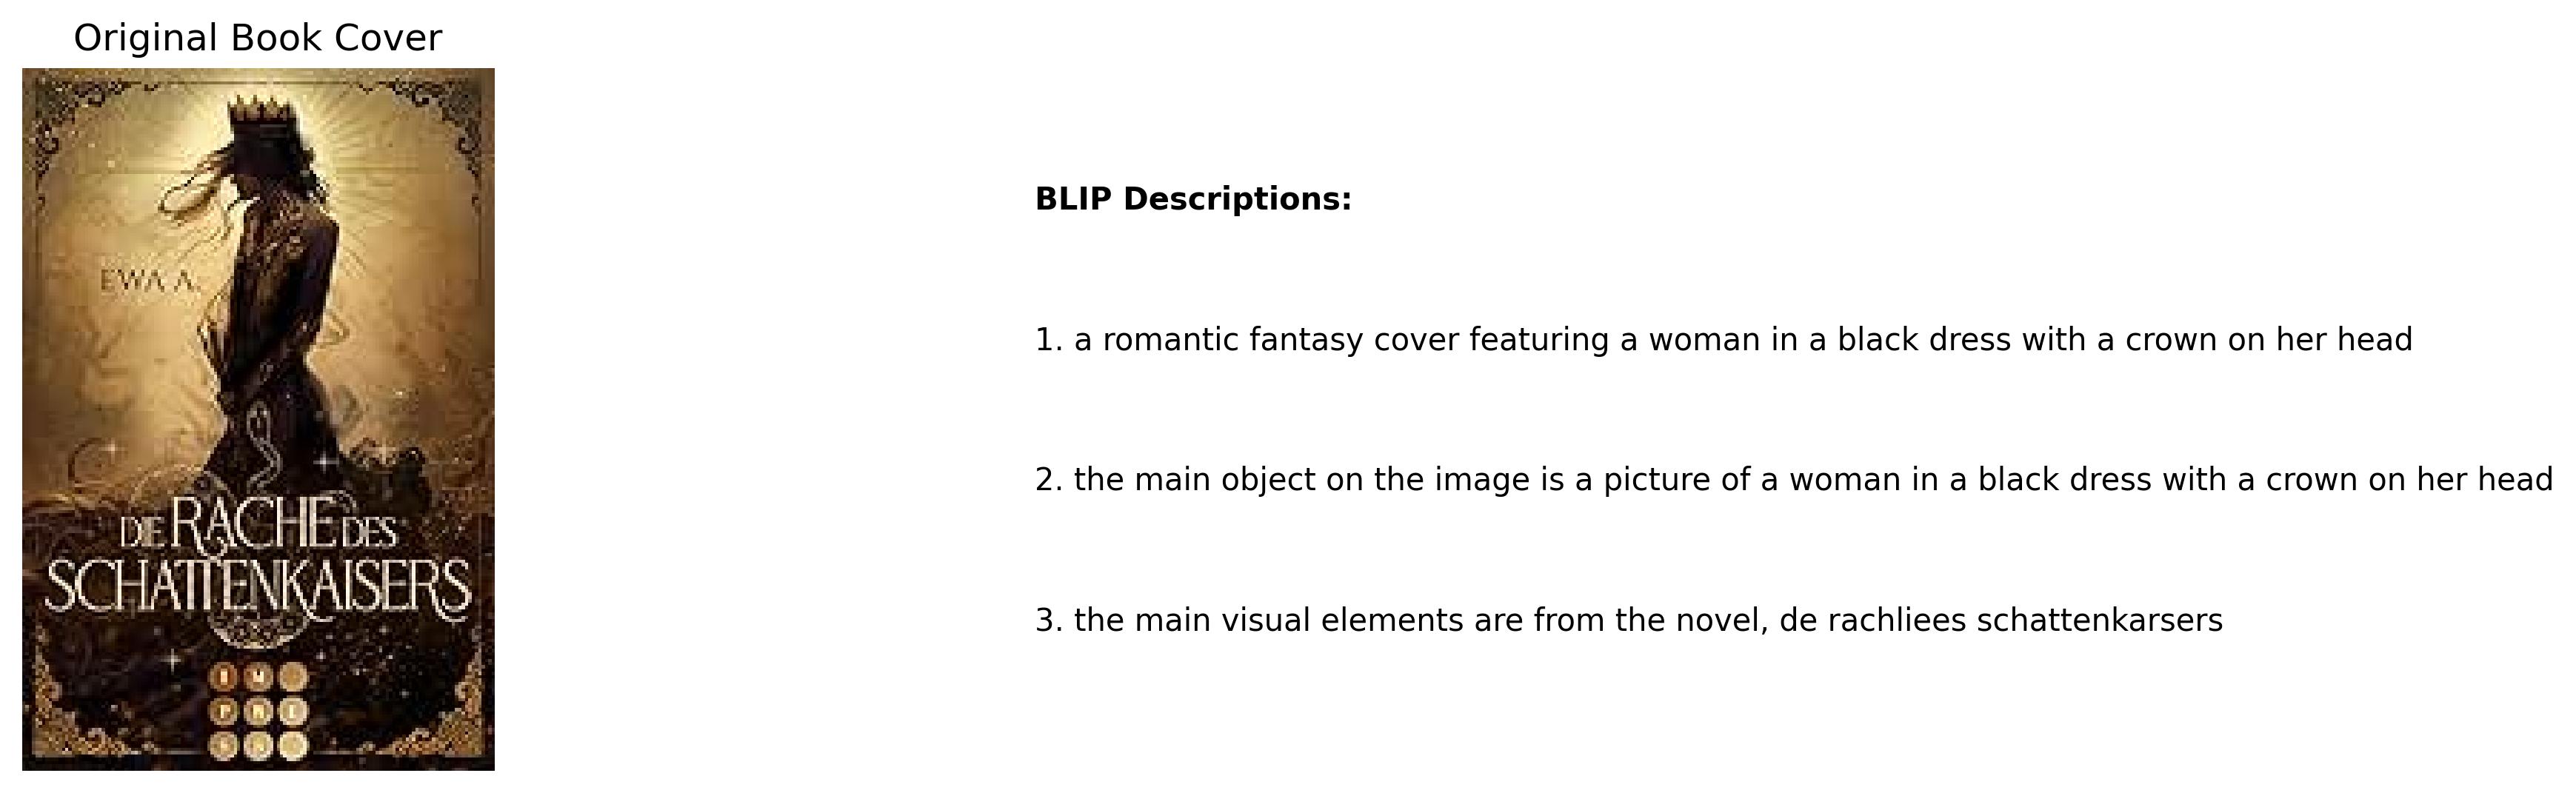 Original Book Cover
EWA A.
DIE RACHE DES
SCHATTENKAISERS
BLIP Descriptions:
1. a romantic fantasy cover featuring a woman in a black dress with a crown on her head
2. the main object on the image is a picture of a woman in a black dress with a crown on her head
3. the main visual elements are from the novel, de rachliees schattenkarsers